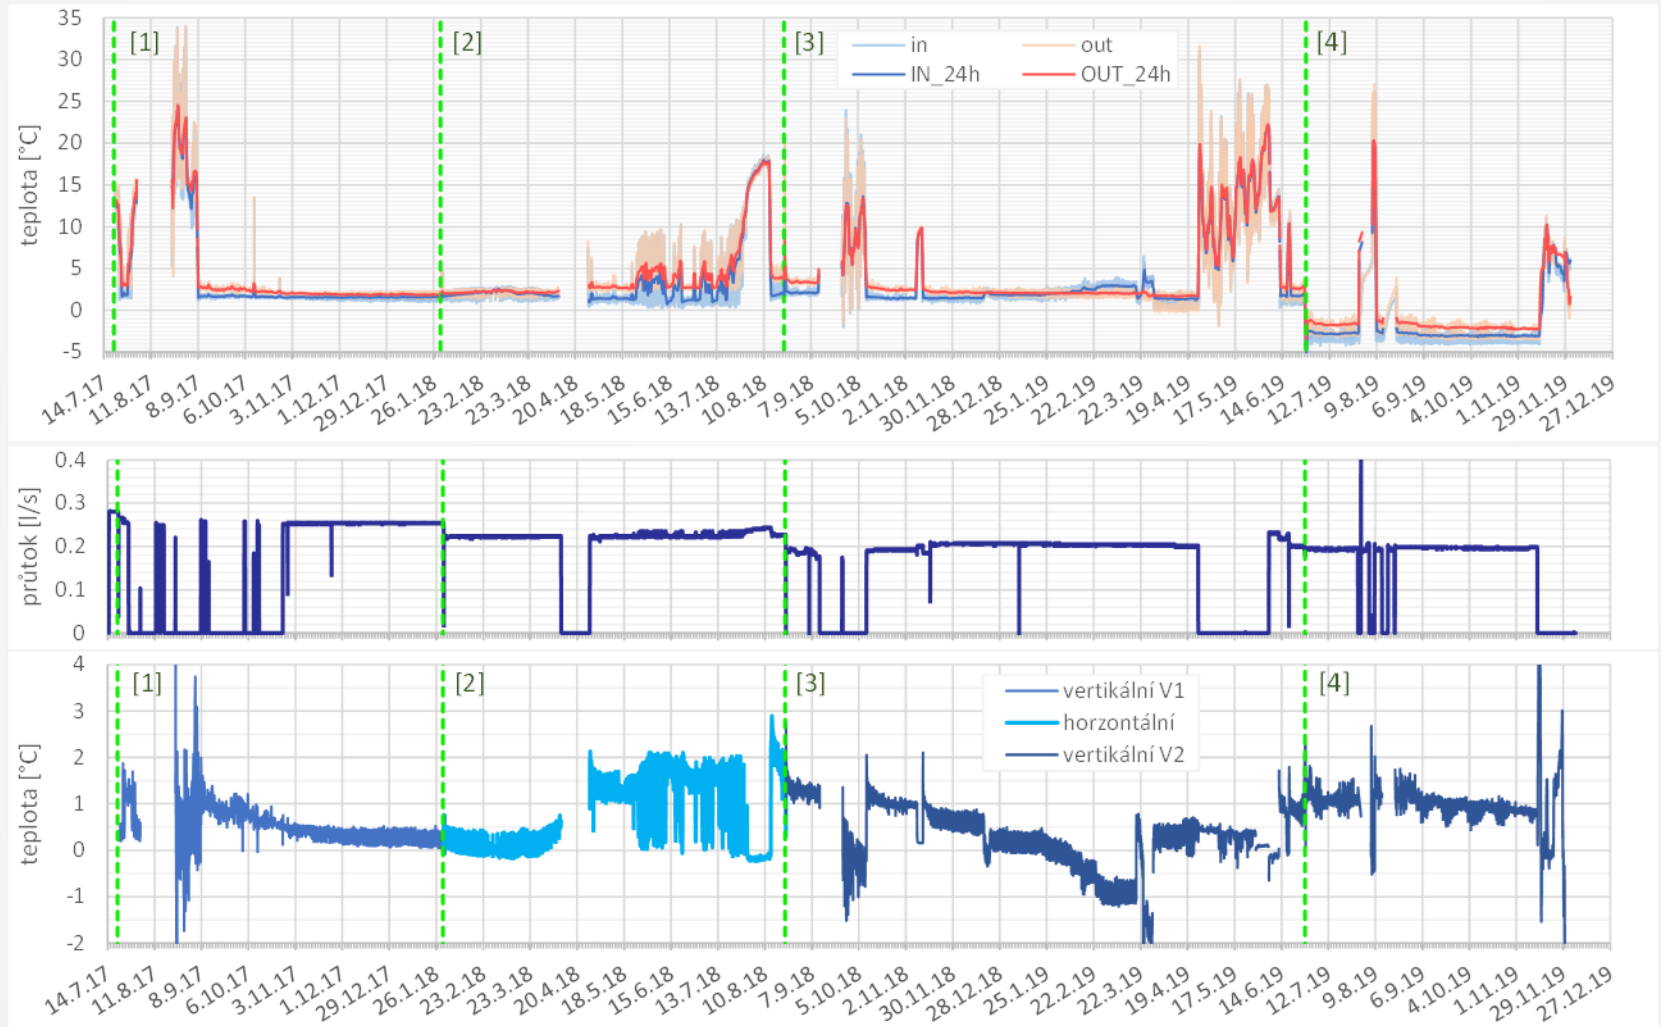 teplota [°C]
35
30
25
20
15
10
5
0
-5
[1]
[2]
[3]
[4]
in out
IN_24h OUT_24h
14.7.17 11.8.17 8.9.17 6.10.17 3.11.17 1.12.17 29.12.17 26.1.18 23.2.18 23.3.18 20.4.18 18.5.18 15.6.18 13.7.18 10.8.18 7.9.18 5.10.18 2.11.18 30.11.18 28.12.18 25.1.19 22.2.19 22.3.19 19.4.19 17.5.19 14.6.19 12.7.19 9.8.19 6.9.19 4.10.19 1.11.19 29.11.19 27.12.19
průtok [l/s]
0.4
0.3
0.2
0.1
0
teplota [°C]
4
3
2
1
0
-1
-2
[1]
[2]
[3]
[4]
vertikální V1
horzontální
vertikální V2
14.7.17 11.8.17 8.9.17 6.10.17 3.11.17 1.12.17 29.12.17 26.1.18 23.2.18 23.3.18 20.4.18 18.5.18 15.6.18 13.7.18 10.8.18 7.9.18 5.10.18 2.11.18 30.11.18 28.12.18 25.1.19 22.2.19 22.3.19 19.4.19 17.5.19 14.6.19 12.7.19 9.8.19 6.9.19 4.10.19 1.11.19 29.11.19 27.12.19